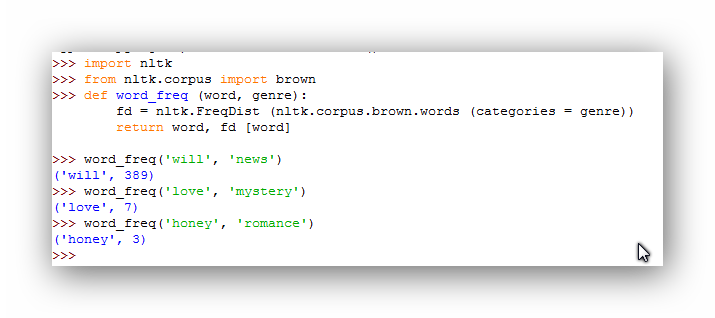 >>> import nltk
>>> from nltk.corpus import brown
>>> def word_freq (word, genre):
        fd = nltk.FreqDist (nltk.corpus.brown.words (categories = genre))
        return word, fd [word]

>>> word_freq('will', 'news')
('will', 389)
>>> word_freq('love', 'mystery')
('love', 7)
>>> word_freq('honey', 'romance')
('honey', 3)
>>>